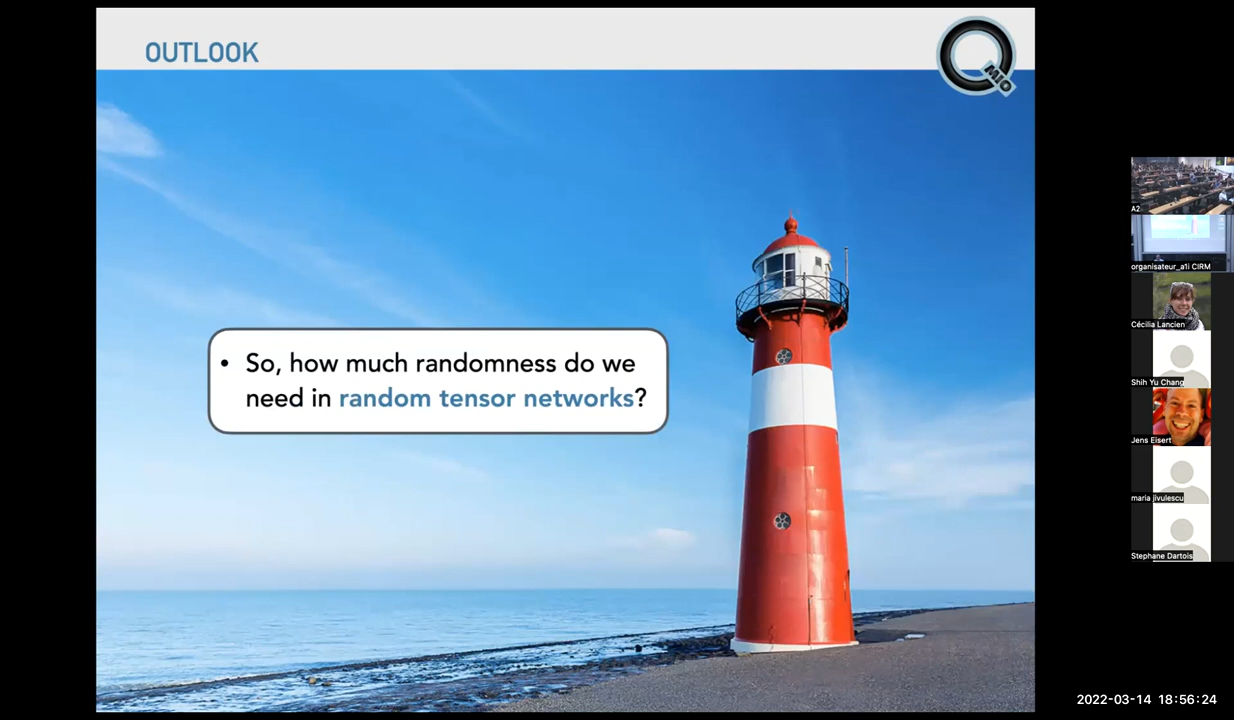 OUTLOOK
QMIO
• So, how much randomness do we
need in random tensor networks?
A2
organisateur_a1i CIRM
Cécilia Lancien
Shih Yu Chang
Jens Eisert
maria jivulescu
Stephane Dartois
2022-03-14 18:56:24